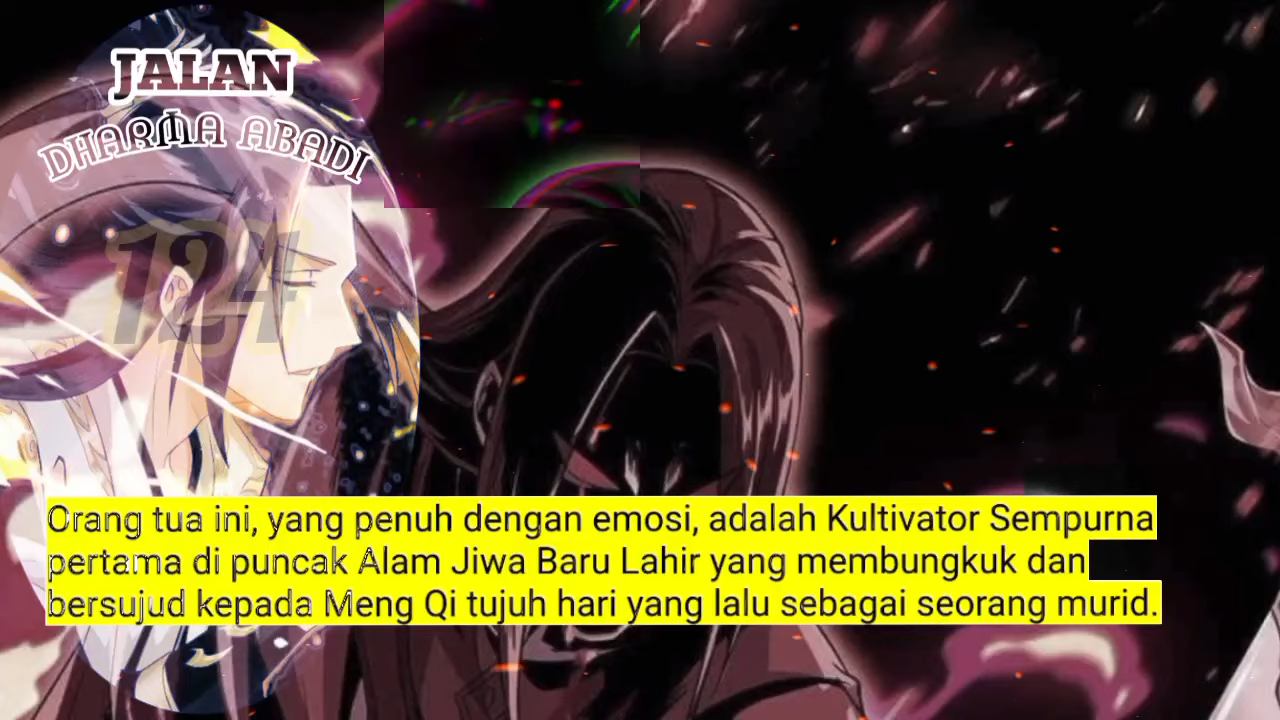 JALAN
DHARMA ABADI
124
Orang tua ini, yang penuh dengan emosi, adalah Kultivator Sempurna
pertama di puncak Alam Jiwa Baru Lahir yang membungkuk dan
bersujud kepada Meng Qi tujuh hari yang lalu sebagai seorang murid.